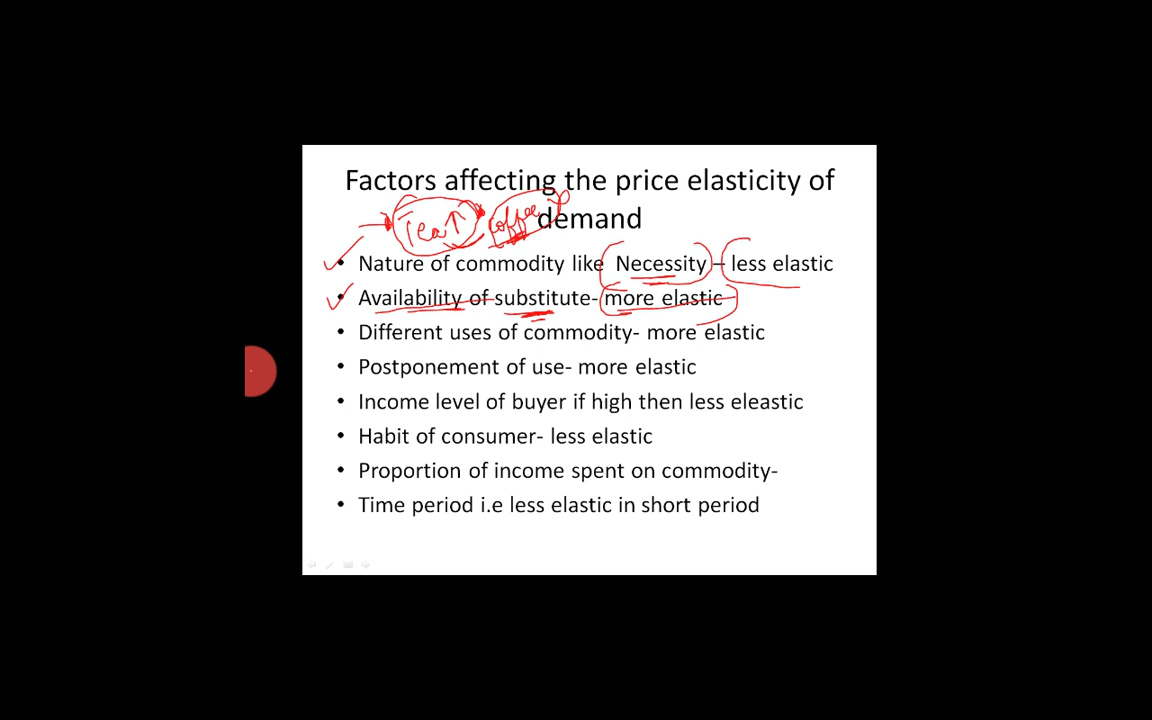 Factors affecting the price elasticity of
demand
Tea↑ coffee
• Nature of commodity like Necessity – less elastic
• Availability of substitute- more elastic
• Different uses of commodity- more elastic
• Postponement of use- more elastic
• Income level of buyer if high then less eleastic
• Habit of consumer- less elastic
• Proportion of income spent on commodity-
• Time period i.e less elastic in short period